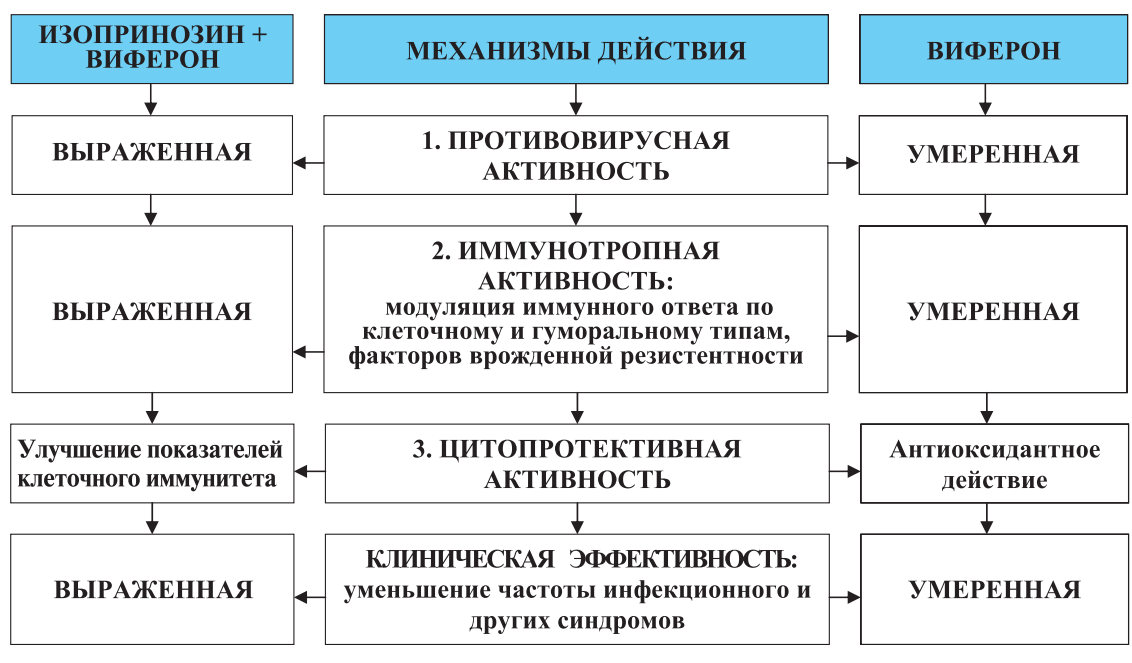 ИЗОПРИНОЗИН +
ВИФЕРОН
МЕХАНИЗМЫ ДЕЙСТВИЯ
ВИФЕРОН
ВЫРАЖЕННАЯ
1. ПРОТИВОВИРУСНАЯ
АКТИВНОСТЬ
УМЕРЕННАЯ
ВЫРАЖЕННАЯ
2. ИММУНОТРОПНАЯ
АКТИВНОСТЬ:
модуляция иммунного ответа по
клеточному и гуморальному типам,
факторов врожденной резистентности
УМЕРЕННАЯ
Улучшение показателей
клеточного иммунитета
3. ЦИТОПРОТЕКТИВНАЯ
АКТИВНОСТЬ
Антиоксидантное
действие
ВЫРАЖЕННАЯ
КЛИНИЧЕСКАЯ ЭФФЕКТИВНОСТЬ:
уменьшение частоты инфекционного и
других синдромов
УМЕРЕННАЯ